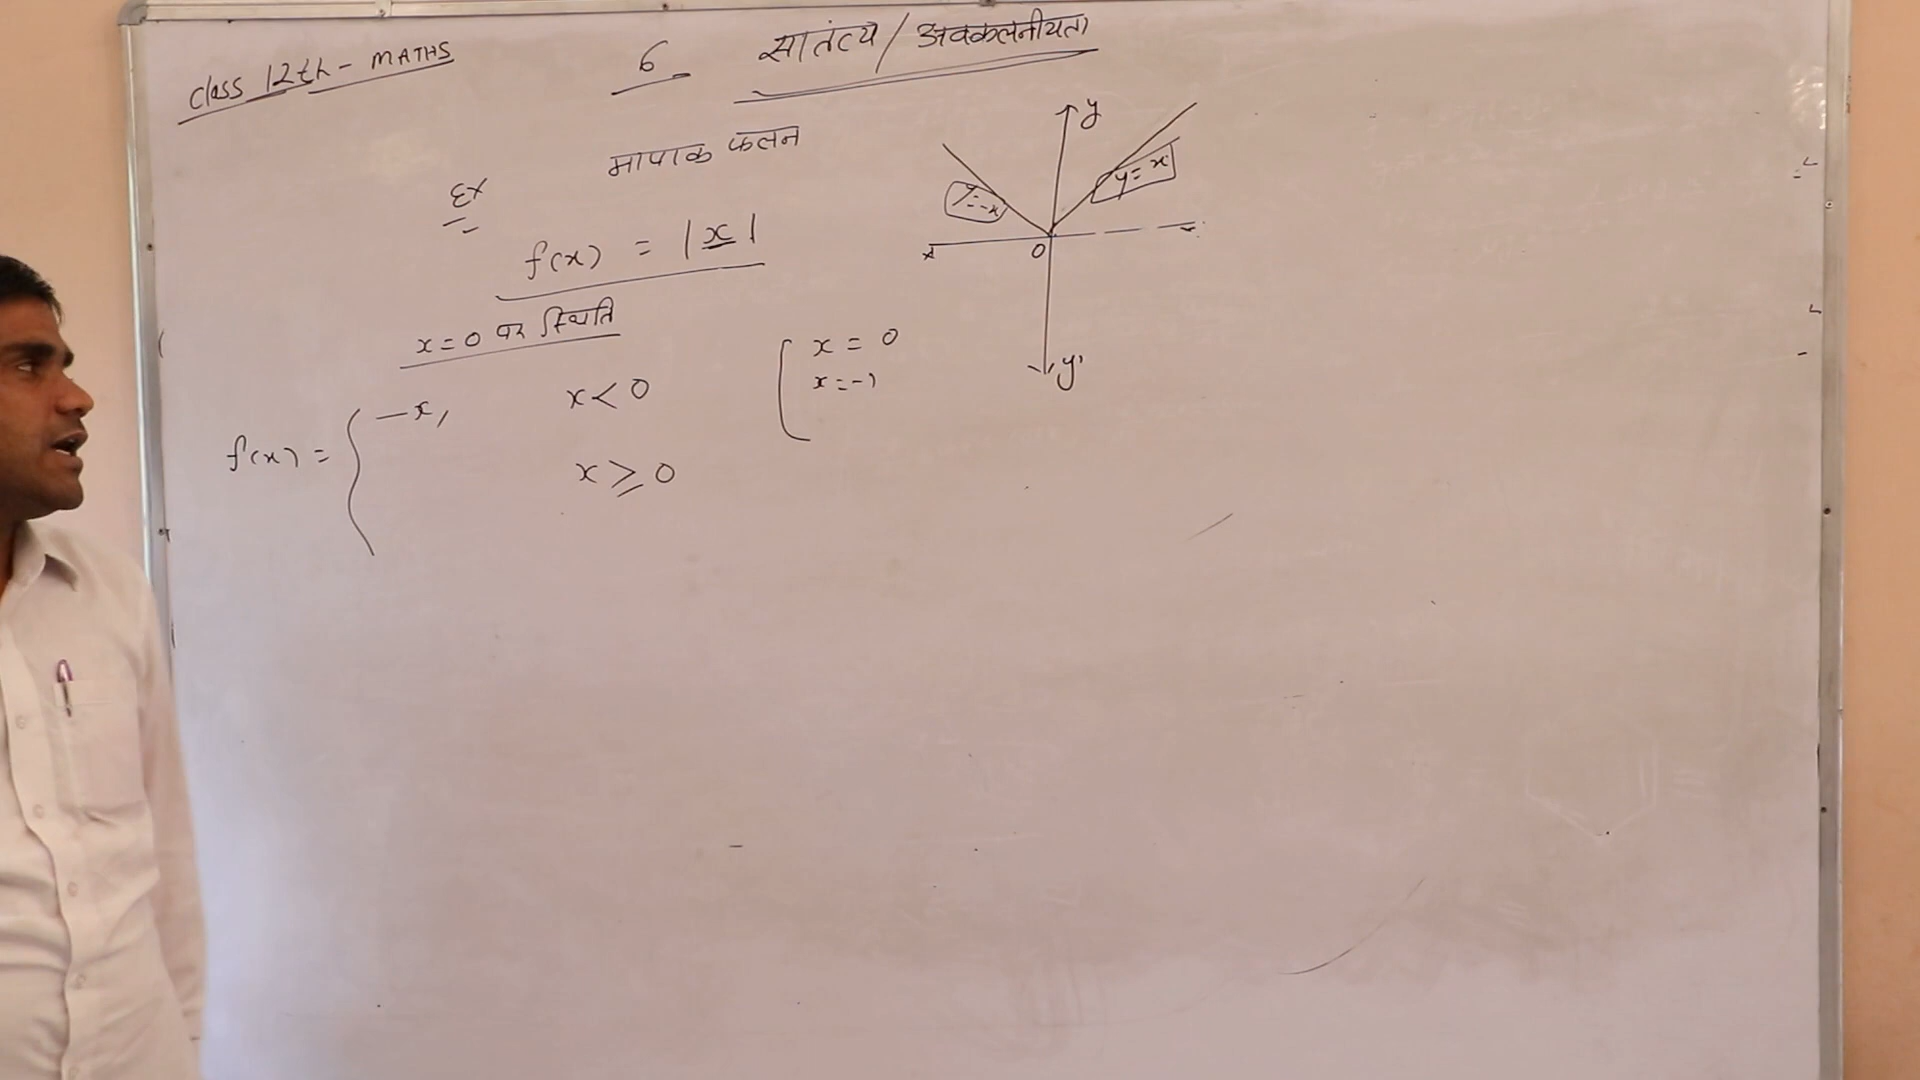 class 12th - MATHS
6
सातंत्य / अवकलनीयता
मापाक फलन
Ex
f(x) = |x|
x = 0 पर स्थिति
f(x) = { -x, x < 0
x ≥ 0
x = 0
x = -1
y
y = -x
y = x
0
y'